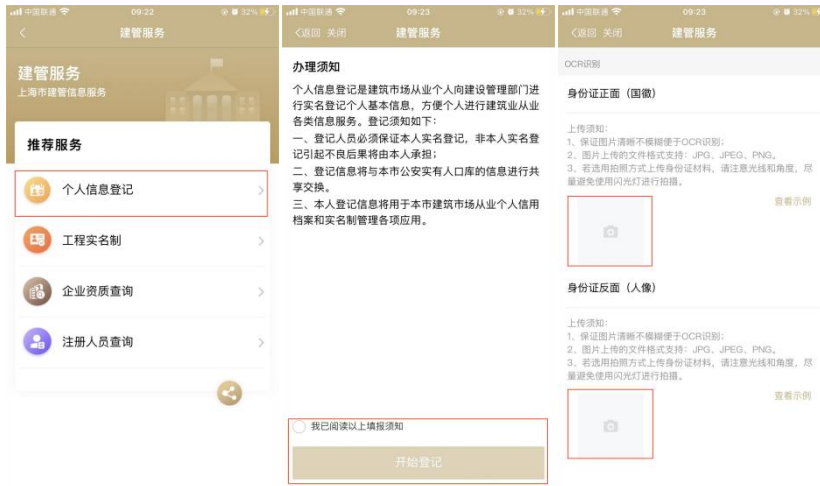 中国联通 09:22 32%
建管服务
建管服务
上海市建管信息服务
推荐服务
个人信息登记
工程实名制
企业资质查询
注册人员查询
中国联通 09:23 32%
返回 关闭 建管服务
办理须知
个人信息登记是建筑市场从业个人向建设管理部门进
行实名登记个人基本信息，方便个人进行建筑业从业
各类信息服务。登记须知如下：
一、登记人员必须保证本人实名登记，非本人实名登
记引起不良后果将由本人承担；
二、登记信息将与本市公安实有人口库的信息进行共
享交换。
三、本人登记信息将用于本市建筑市场从业个人信用
档案和实名制管理各项应用。
我已阅读以上填报须知
开始登记
中国联通 09:23 32%
返回 关闭 建管服务
OCR识别
身份证正面（国徽）
上传须知：
1、保证图片清晰不模糊便于OCR识别；
2、图片上传的文件格式支持：JPG、JPEG、PNG。
3、若选用拍照方式上传身份证材料，请注意光线和角度，尽
量避免使用闪光灯进行拍摄。
查看示例
身份证反面（人像）
上传须知：
1、保证图片清晰不模糊便于OCR识别；
2、图片上传的文件格式支持：JPG、JPEG、PNG。
3、若选用拍照方式上传身份证材料，请注意光线和角度，尽
量避免使用闪光灯进行拍摄。
查看示例